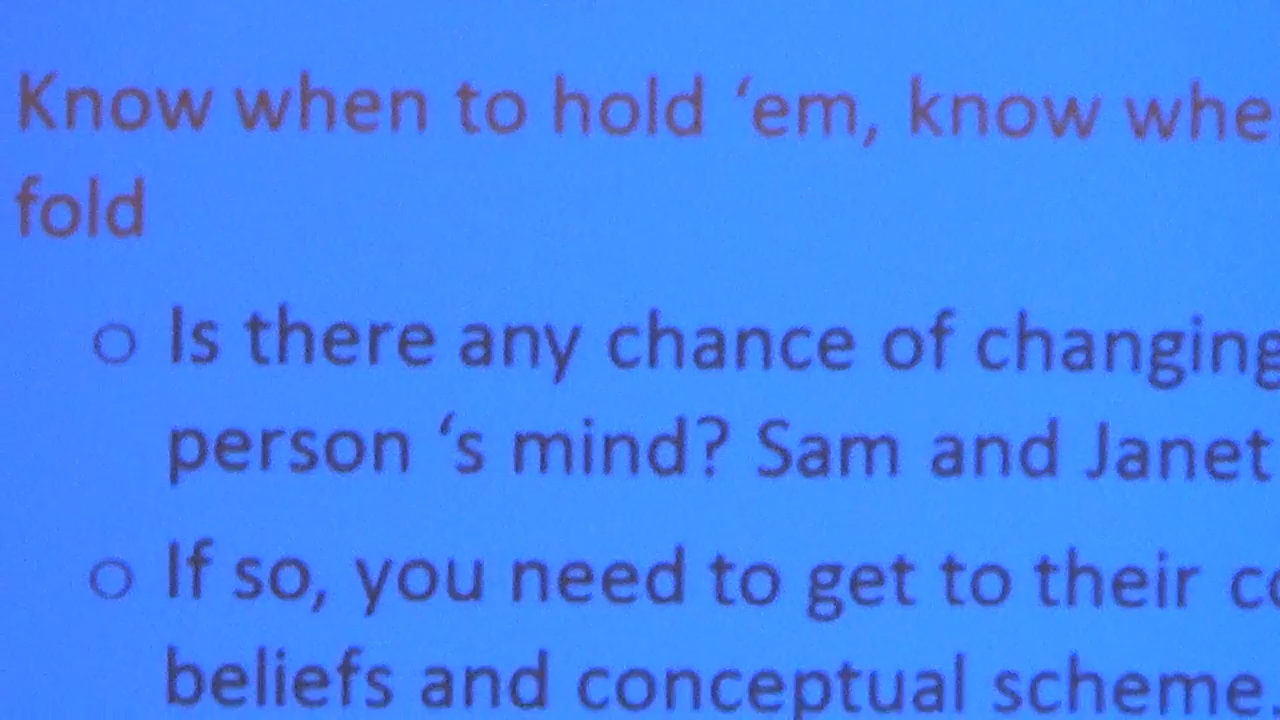 Know when to hold ‘em, know whe
fold
o Is there any chance of changing
person ‘s mind? Sam and Janet
o If so, you need to get to their co
beliefs and conceptual scheme.